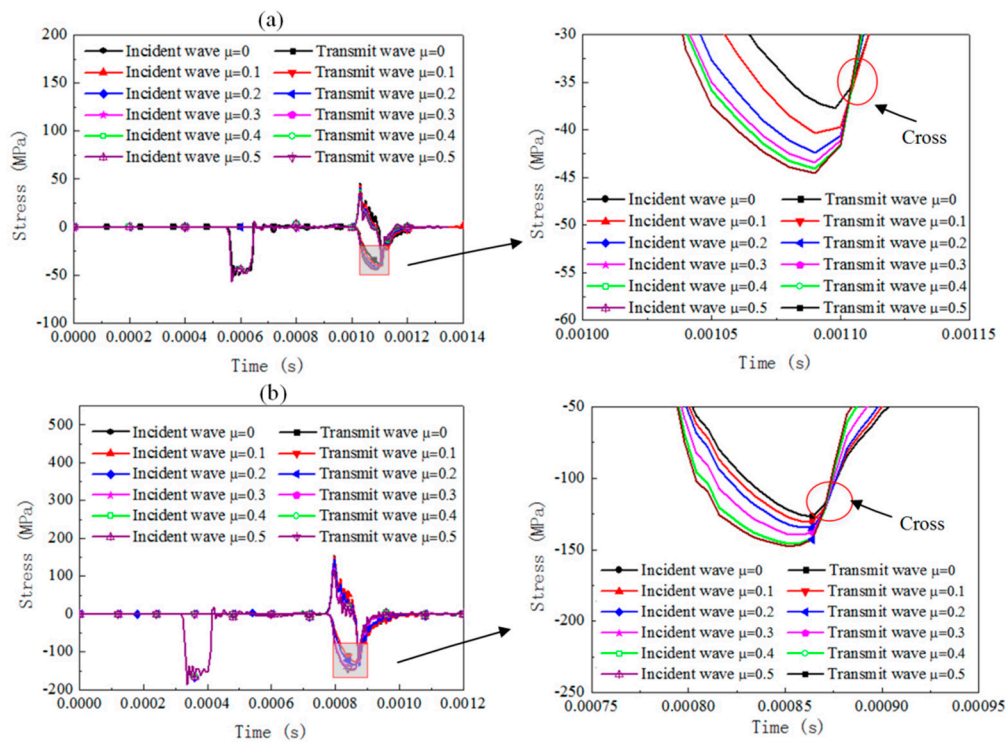 (a)
200
150
100
50
0
-50
-100
Stress (MPa)
Incident wave μ=0 Transmit wave μ=0
Incident wave μ=0.1 Transmit wave μ=0.1
Incident wave μ=0.2 Transmit wave μ=0.2
Incident wave μ=0.3 Transmit wave μ=0.3
Incident wave μ=0.4 Transmit wave μ=0.4
Incident wave μ=0.5 Transmit wave μ=0.5
0.0000 0.0002 0.0004 0.0006 0.0008 0.0010 0.0012 0.0014
Time (s)
-30
-35
-40
-45
-50
-55
-60
Stress (MPa)
Cross
Incident wave μ=0 Transmit wave μ=0
Incident wave μ=0.1 Transmit wave μ=0.1
Incident wave μ=0.2 Transmit wave μ=0.2
Incident wave μ=0.3 Transmit wave μ=0.3
Incident wave μ=0.4 Transmit wave μ=0.4
Incident wave μ=0.5 Transmit wave μ=0.5
0.00100 0.00105 0.00110 0.00115
Time (s)
(b)
500
400
300
200
100
0
-100
-200
Stress (MPa)
Incident wave μ=0 Transmit wave μ=0
Incident wave μ=0.1 Transmit wave μ=0.1
Incident wave μ=0.2 Transmit wave μ=0.2
Incident wave μ=0.3 Transmit wave μ=0.3
Incident wave μ=0.4 Transmit wave μ=0.4
Incident wave μ=0.5 Transmit wave μ=0.5
0.0000 0.0002 0.0004 0.0006 0.0008 0.0010 0.0012
Time (s)
-50
-100
-150
-200
-250
Stress (MPa)
Cross
Incident wave μ=0 Transmit wave μ=0
Incident wave μ=0.1 Transmit wave μ=0.1
Incident wave μ=0.2 Transmit wave μ=0.2
Incident wave μ=0.3 Transmit wave μ=0.3
Incident wave μ=0.4 Transmit wave μ=0.4
Incident wave μ=0.5 Transmit wave μ=0.5
0.00075 0.00080 0.00085 0.00090 0.00095
Time (s)